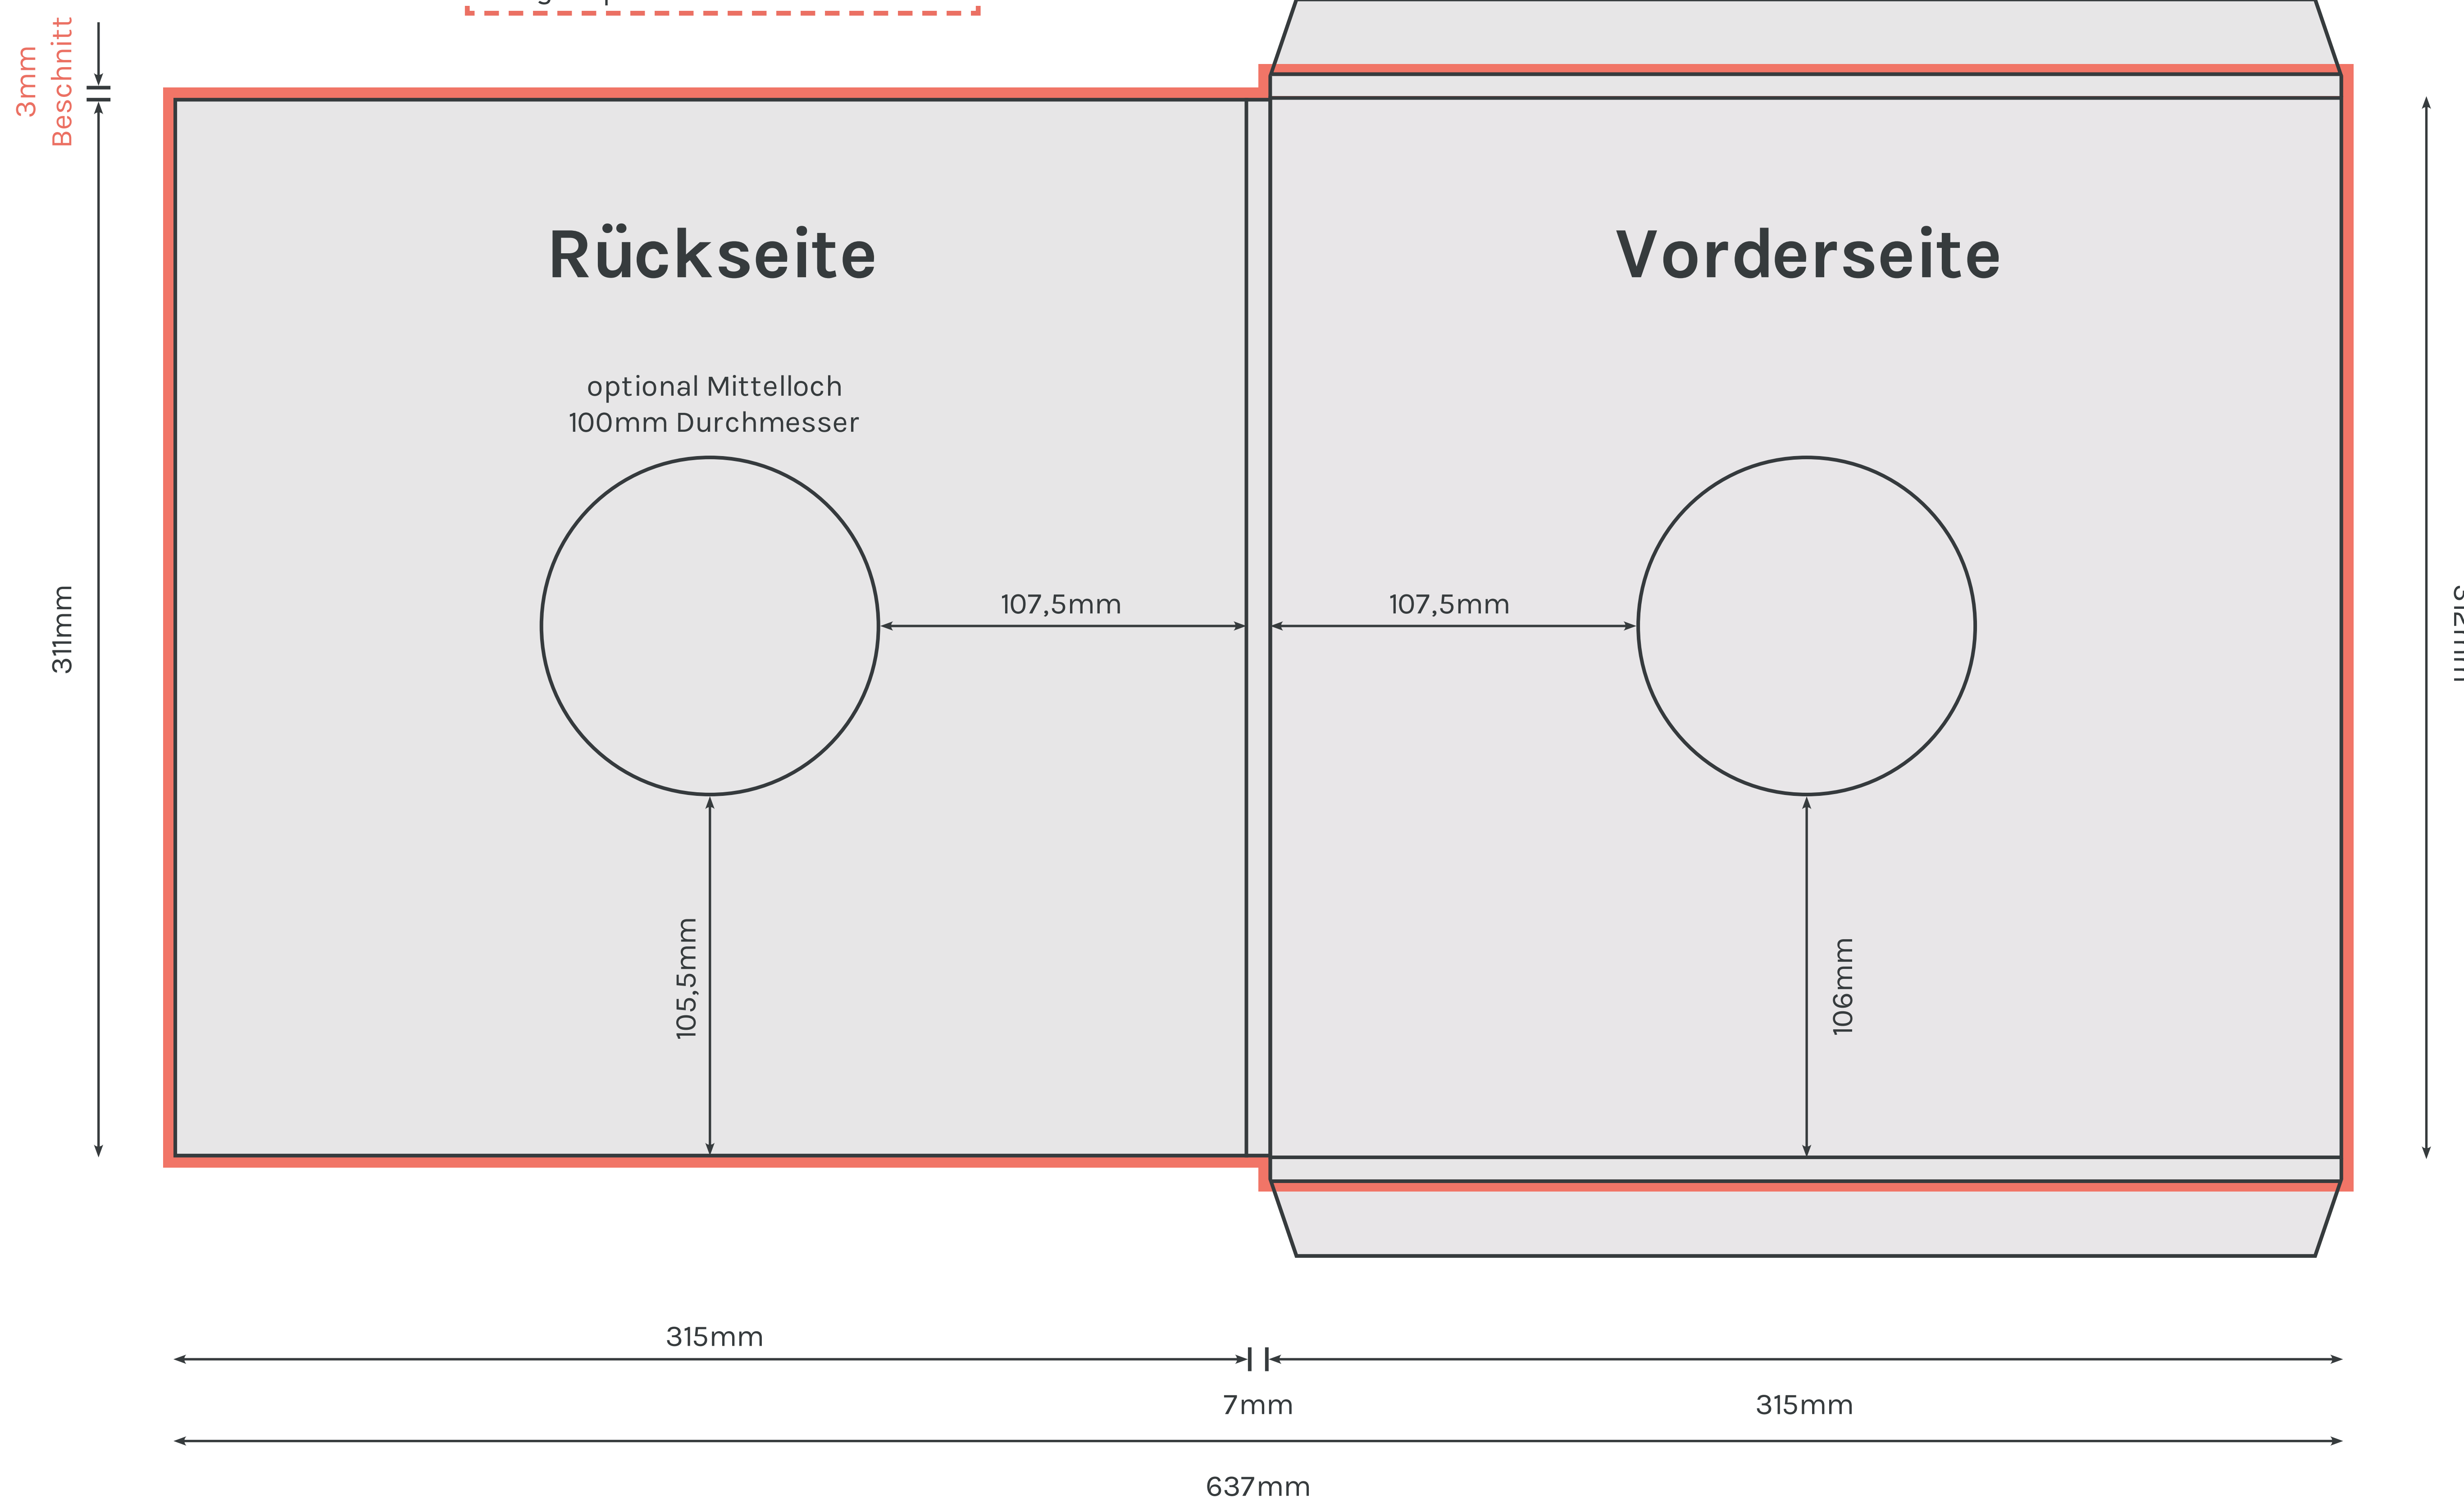 3mm
Beschnitt
Rückseite
Vorderseite
optional Mittelloch
100mm Durchmesser
107,5mm
107,5mm
311mm
105,5mm
106mm
315mm
7mm
315mm
637mm